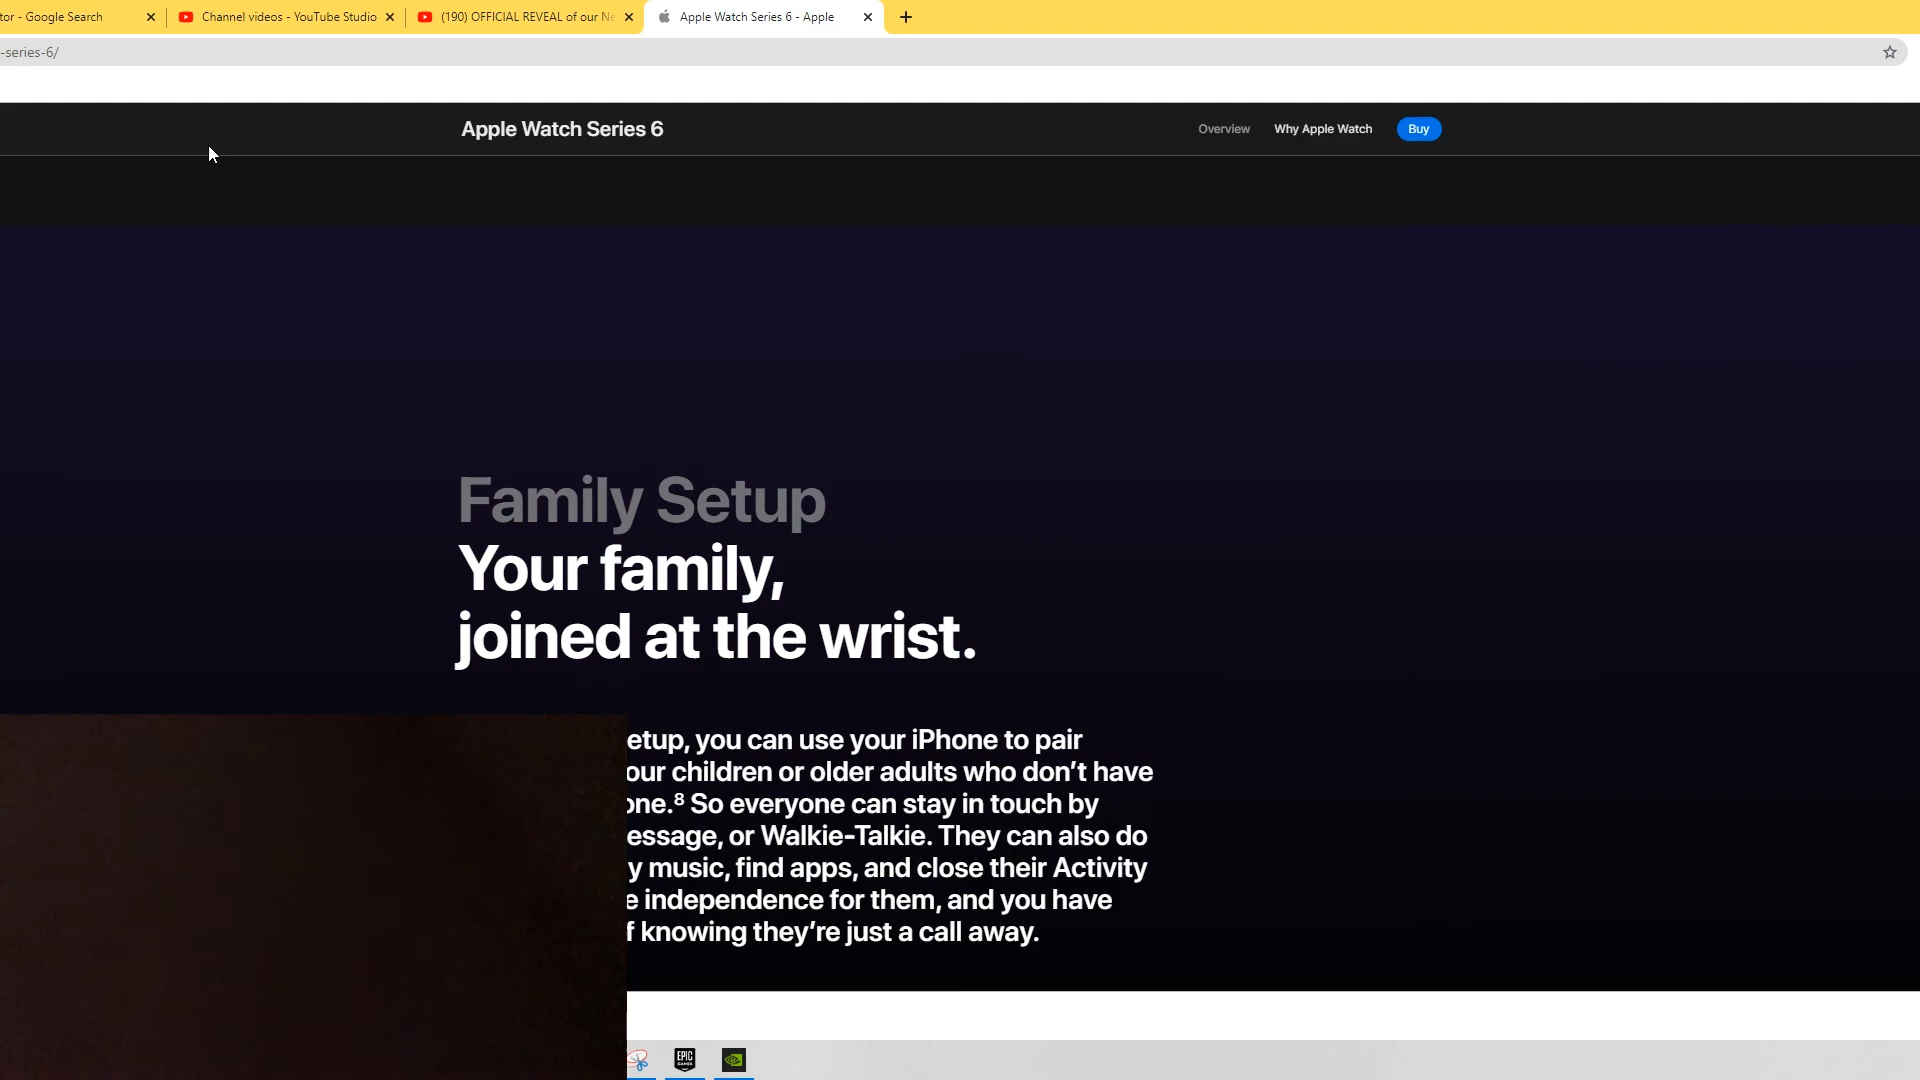 tor - Google Search
Channel videos - YouTube Studio
(190) OFFICIAL REVEAL of our Ne
Apple Watch Series 6 - Apple
-series-6/
Apple Watch Series 6
Overview
Why Apple Watch
Buy
Family Setup
Your family,
joined at the wrist.
etup, you can use your iPhone to pair
our children or older adults who don’t have
one.⁸ So everyone can stay in touch by
essage, or Walkie-Talkie. They can also do
y music, find apps, and close their Activity
e independence for them, and you have
f knowing they’re just a call away.
EPIC
GAMES